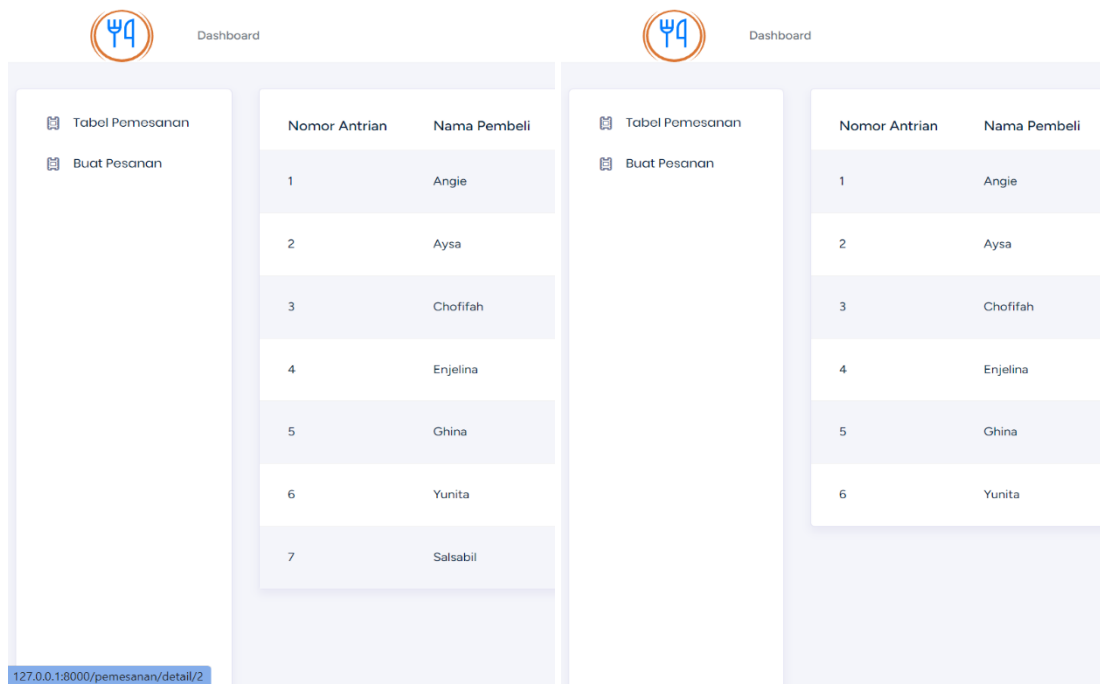 Dashboard
Tabel Pemesanan
Buat Pesanan
Nomor Antrian Nama Pembeli
1 Angie
2 Aysa
3 Chofifah
4 Enjelina
5 Ghina
6 Yunita
7 Salsabil
127.0.0.1:8000/pemesanan/detail/2
Dashboard
Tabel Pemesanan
Buat Pesanan
Nomor Antrian Nama Pembeli
1 Angie
2 Aysa
3 Chofifah
4 Enjelina
5 Ghina
6 Yunita